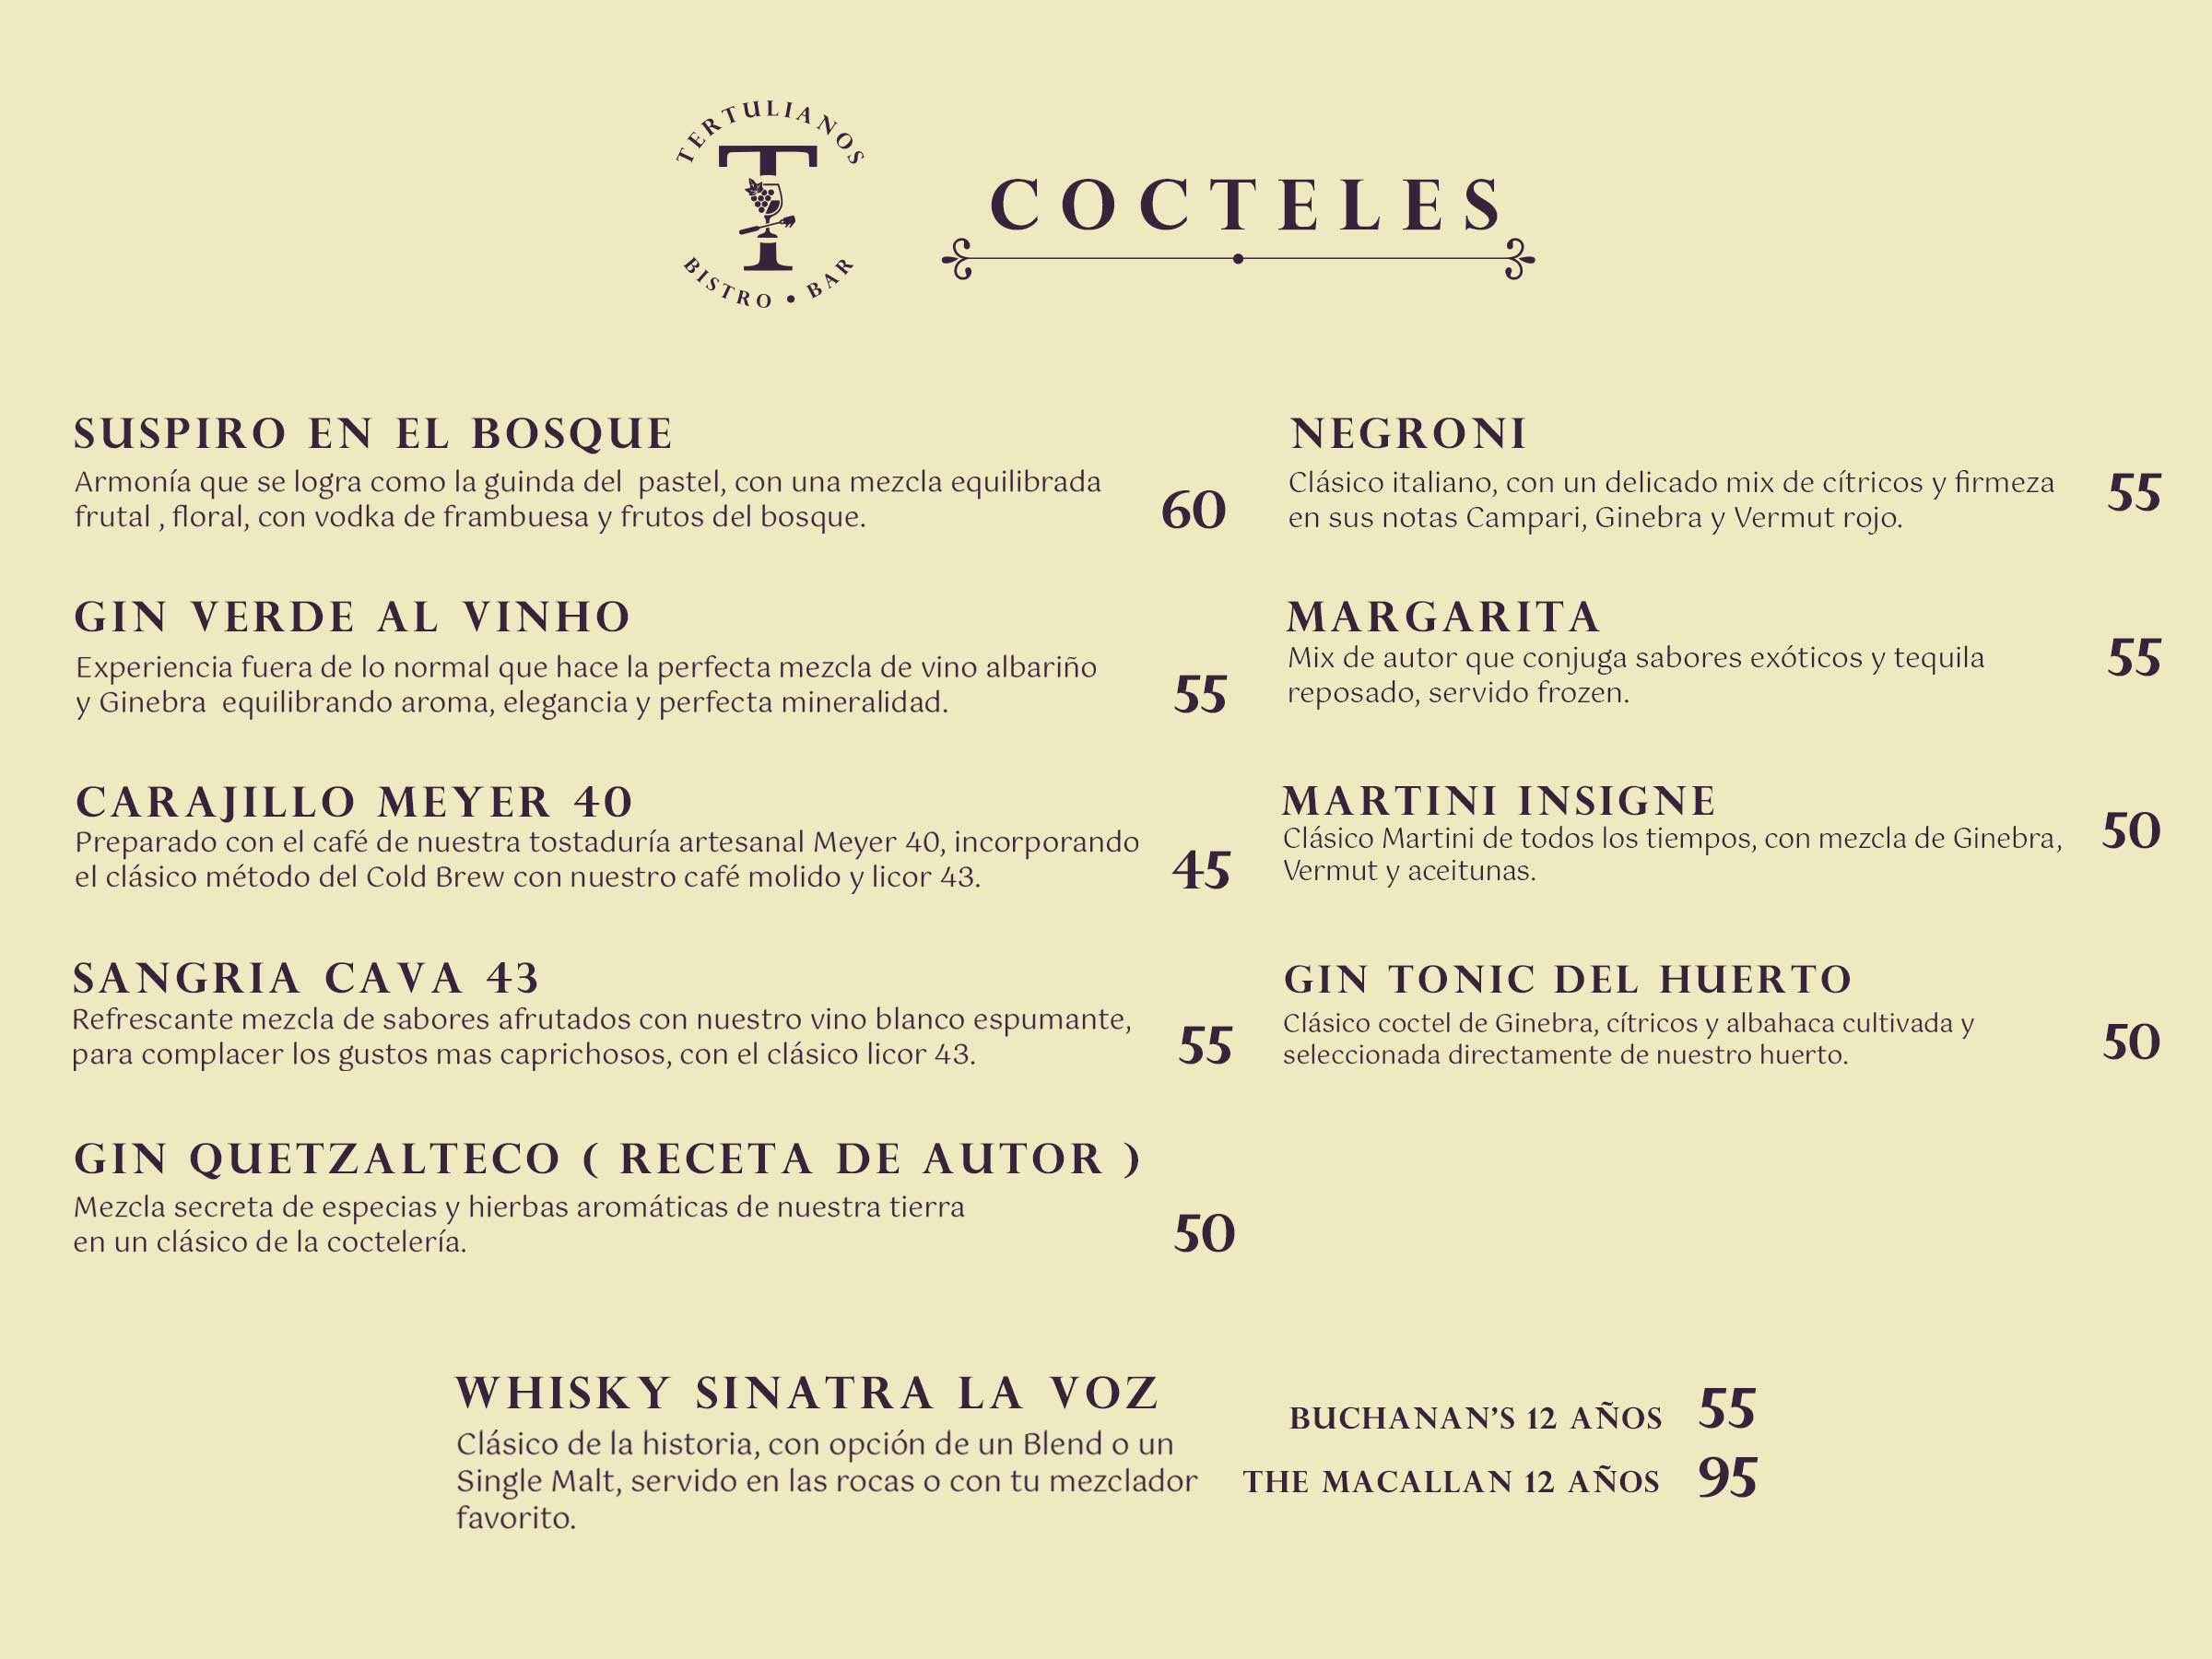 TERTULIANOS
T
BISTRO • BAR
COCTELES
SUSPIRO EN EL BOSQUE
Armonía que se logra como la guinda del pastel, con una mezcla equilibrada
frutal , floral, con vodka de frambuesa y frutos del bosque.
60
GIN VERDE AL VINHO
Experiencia fuera de lo normal que hace la perfecta mezcla de vino albariño
y Ginebra equilibrando aroma, elegancia y perfecta mineralidad.
55
CARAJILLO MEYER 40
Preparado con el café de nuestra tostaduría artesanal Meyer 40, incorporando
el clásico método del Cold Brew con nuestro café molido y licor 43.
45
SANGRIA CAVA 43
Refrescante mezcla de sabores afrutados con nuestro vino blanco espumante,
para complacer los gustos mas caprichosos, con el clásico licor 43.
55
GIN QUETZALTECO ( RECETA DE AUTOR )
Mezcla secreta de especias y hierbas aromáticas de nuestra tierra
en un clásico de la coctelería.
50
NEGRONI
Clásico italiano, con un delicado mix de cítricos y firmeza
en sus notas Campari, Ginebra y Vermut rojo.
55
MARGARITA
Mix de autor que conjuga sabores exóticos y tequila
reposado, servido frozen.
55
MARTINI INSIGNE
Clásico Martini de todos los tiempos, con mezcla de Ginebra,
Vermut y aceitunas.
50
GIN TONIC DEL HUERTO
Clásico coctel de Ginebra, cítricos y albahaca cultivada y
seleccionada directamente de nuestro huerto.
50
WHISKY SINATRA LA VOZ
Clásico de la historia, con opción de un Blend o un
Single Malt, servido en las rocas o con tu mezclador
favorito.
BUCHANAN'S 12 AÑOS 55
THE MACALLAN 12 AÑOS 95